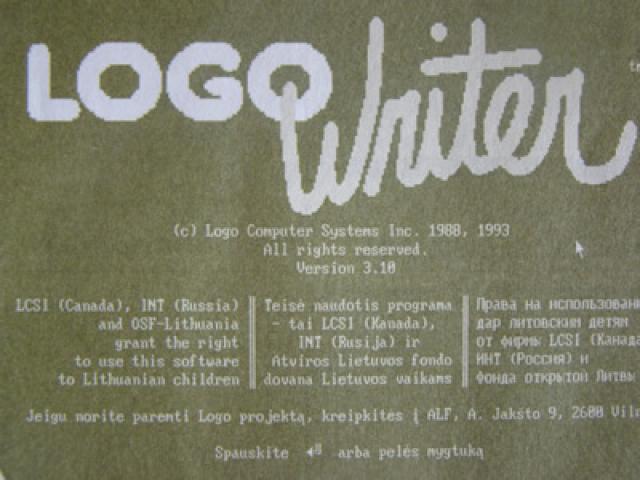 LOGO Writer
(c) Logo Computer Systems Inc. 1988, 1993
All rights reserved.
Version 3.10
LCSI (Canada), INT (Russia)
and OSF-Lithuania
grant the right
to use this software
to Lithuanian children
Teisė naudotis programa
- tai LCSI (Kanada),
INT (Rusija) ir
Atviros Lietuvos fondo
dovana Lietuvos vaikams
Права на
дар литовским детям
от фирмы LCSI
ИНТ (Россия) и
Фонда открытой Литвы
Jeigu norite paremti Logo projektą, kreipkitės į ALF, A. Jakšto 9, 2600
Spauskite arba pelės mygtuką